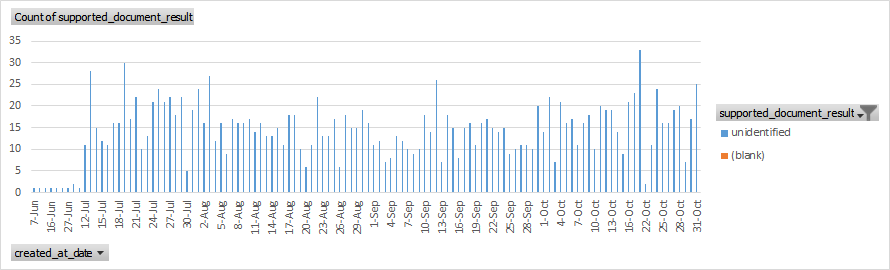 Count of supported_document_result
35
30
25
20
15
10
5
0
7-Jun
16-Jun
27-Jun
12-Jul
15-Jul
18-Jul
21-Jul
24-Jul
27-Jul
30-Jul
2-Aug
5-Aug
8-Aug
11-Aug
14-Aug
17-Aug
20-Aug
23-Aug
26-Aug
29-Aug
1-Sep
4-Sep
7-Sep
10-Sep
13-Sep
16-Sep
19-Sep
22-Sep
25-Sep
28-Sep
1-Oct
4-Oct
7-Oct
10-Oct
13-Oct
16-Oct
22-Oct
25-Oct
28-Oct
31-Oct
supported_document_result
unidentified
(blank)
created_at_date